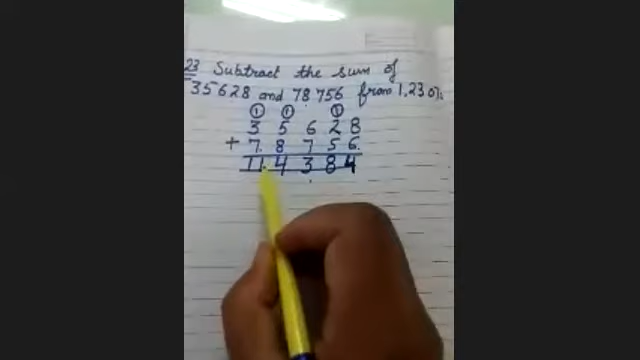 23 Subtract the sum of
35628 and 78756 from 1,23
1 1 1
3 5 6 2 8
+ 7 8 7 5 6
1 1 4 3 8 4